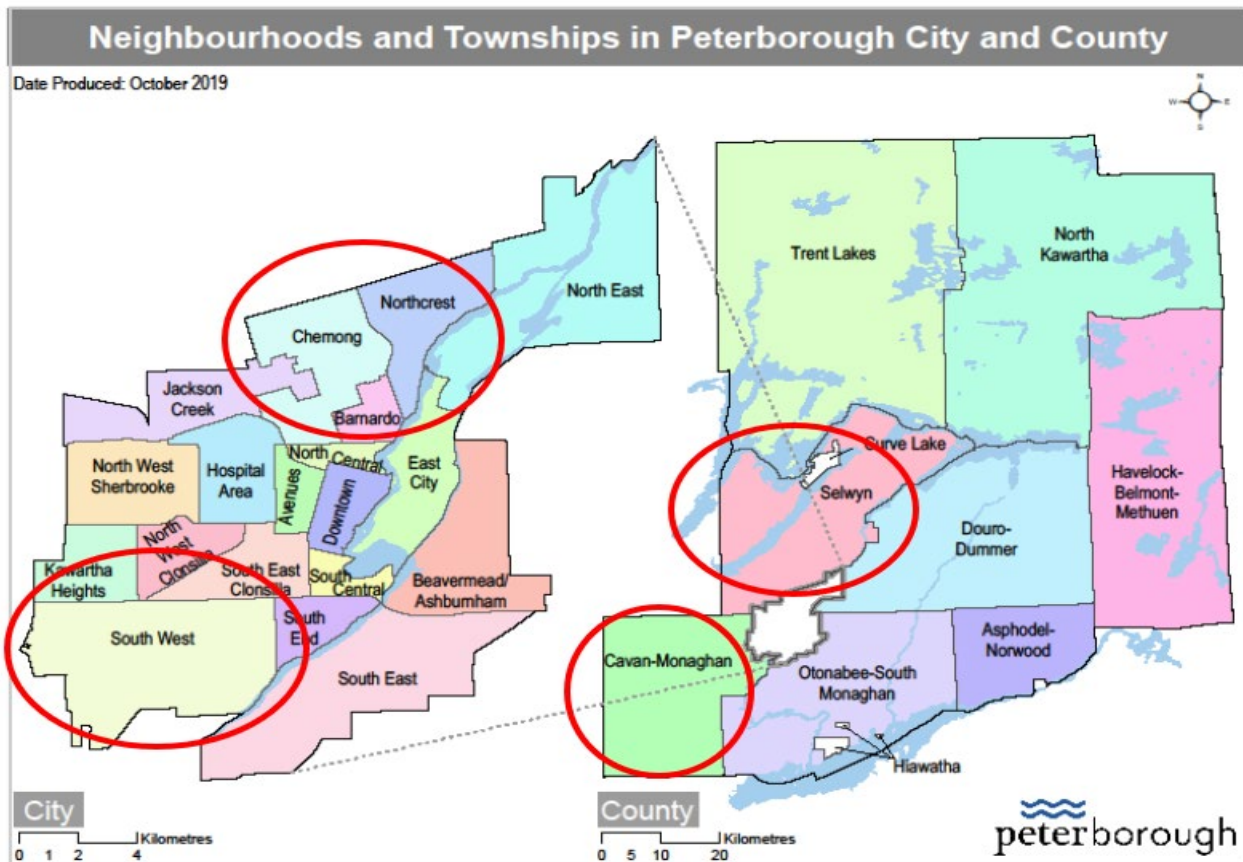 Neighbourhoods and Townships in Peterborough City and County
Date Produced: October 2019
N
W
E
S
Northcrest
North East
Chemong
Jackson
Creek
Barnardo
North Central
North West
Sherbrooke
Hospital
Area
Avenues
Downtown
East
City
Kawartha
Heights
North
West
Clonsilla
South East
Clonsilla
South
Central
Beavermead/
Ashburnham
South West
South
End
South East
Trent Lakes
North
Kawartha
Curve Lake
Selwyn
Havelock-
Belmont-
Methuen
Douro-
Dummer
Cavan-Monaghan
Otonabee-South
Monaghan
Asphodel-
Norwood
Hiawatha
City
Kilometres
0 1 2 4
County
Kilometres
0 5 10 20
peterborough